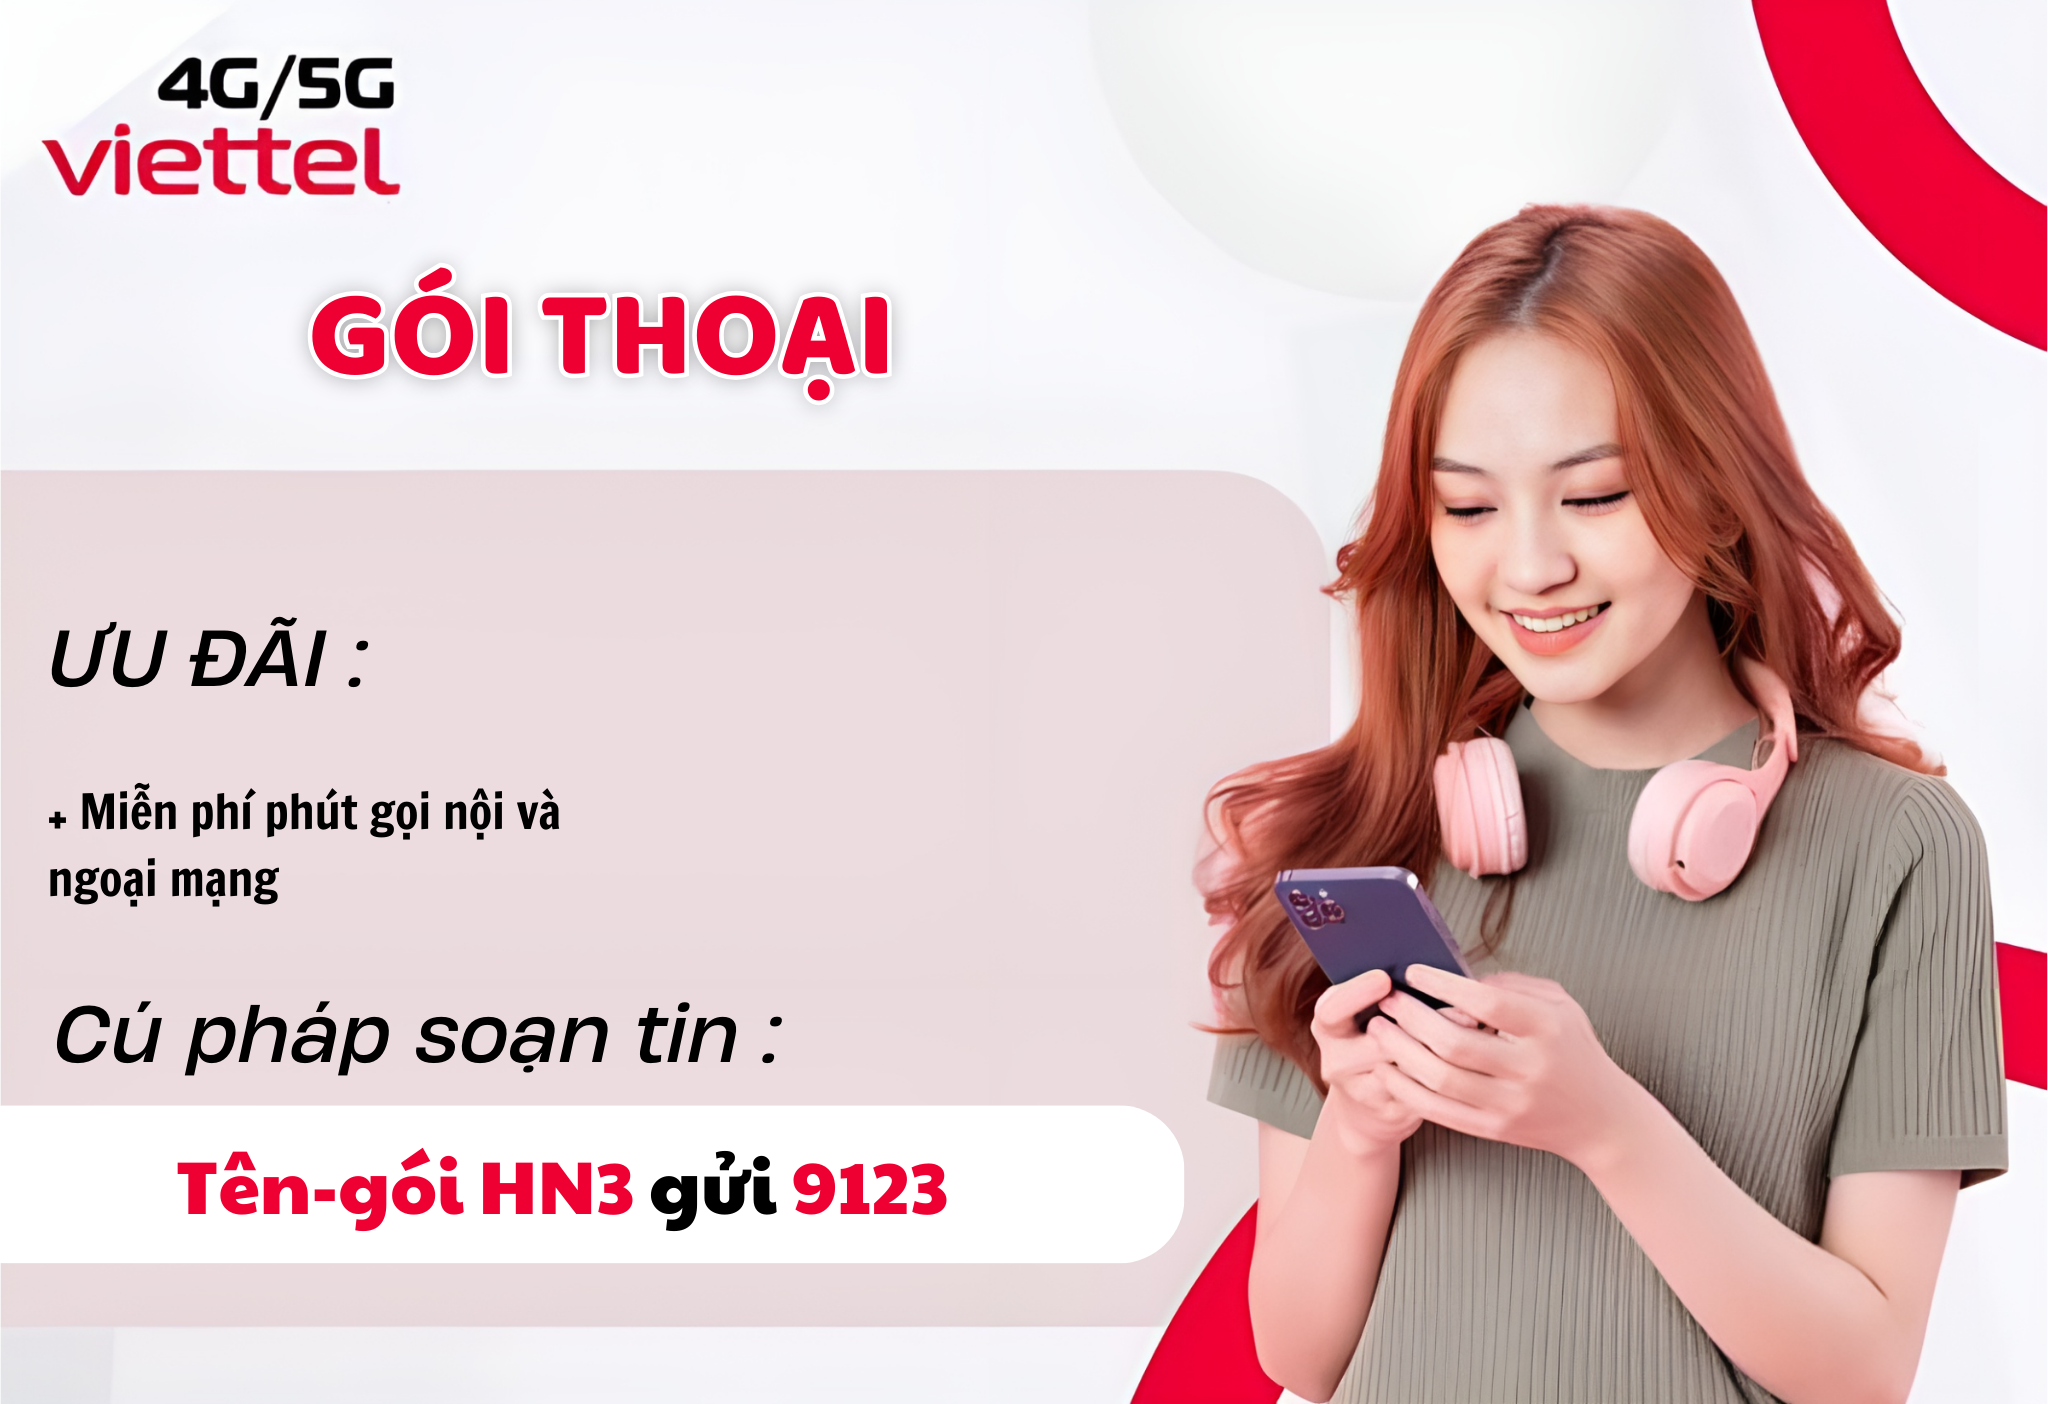 4G/5G
viettel
GÓI THOẠI
ƯU ĐÃI :
+ Miễn phí phút gọi nội và
ngoại mạng
Cú pháp soạn tin :
Tên-gói HN3 gửi 9123